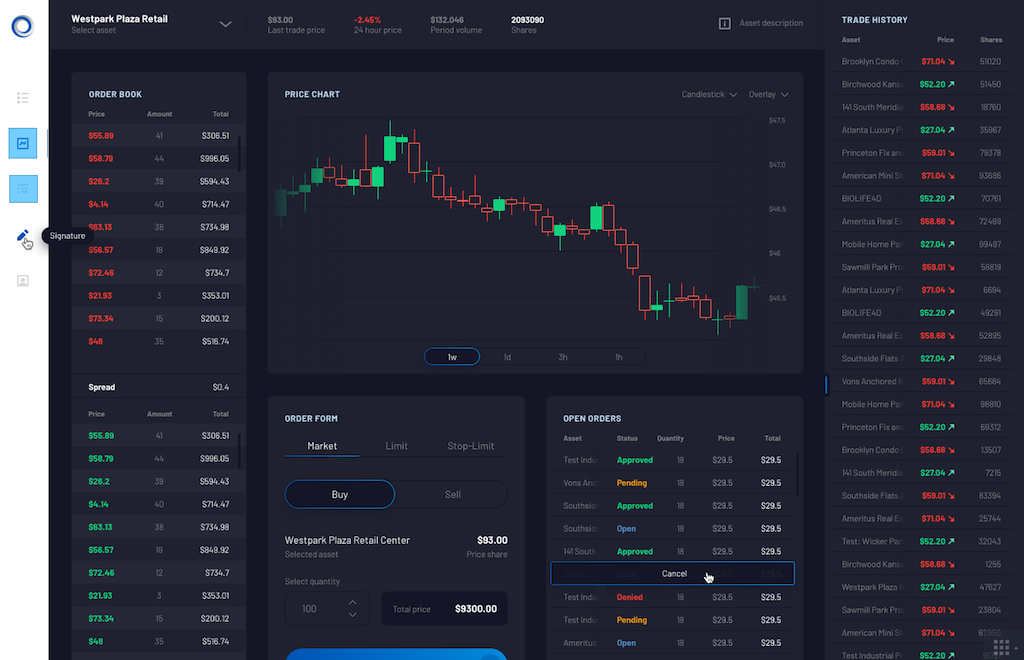 Westpark Plaza Retail
Select asset
$93.00
Last trade price
-2.45%
24 hour price
$132.046
Period volume
2093090
Shares
Asset description
Signature
ORDER BOOK
Price Amount Total
$55.89 41 $306.51
$58.79 44 $996.05
$26.2 39 $594.43
$4.14 40 $714.47
$63.13 38 $734.98
$56.57 18 $849.92
$72.46 12 $734.7
$21.93 3 $353.01
$73.34 15 $200.12
$48 35 $516.74
Spread $0.4
Price Amount Total
$55.89 41 $306.51
$58.79 44 $996.05
$26.2 39 $594.43
$4.14 40 $714.47
$63.13 38 $734.98
$56.57 18 $849.92
$72.46 12 $734.7
$21.93 3 $353.01
$73.34 15 $200.12
$48 35 $516.74
PRICE CHART
Candlestick Overlay
$47.5
$47.0
$46.5
$46
$45.5
1w 1d 3h 1h
ORDER FORM
Market Limit Stop-Limit
Buy Sell
Westpark Plaza Retail Center $93.00
Selected asset Price share
Select quantity
100 Total price $9300.00
OPEN ORDERS
Asset Status Quantity Price Total
Test Indu Approved 18 $29.5 $29.5
Vons Anc Pending 18 $29.5 $29.5
Southside Approved 18 $29.5 $29.5
Southside Open 18 $29.5 $29.5
141 South Approved 18 $29.5 $29.5
Cancel
Test Indu Denied 18 $29.5 $29.5
Test Indu Pending 18 $29.5 $29.5
Ameritus Open 18 $29.5 $29.5
TRADE HISTORY
Asset Price Shares
Brooklyn Condo $71.04 51020
Birchwood Kans $52.20 51450
141 South Meridi $58.68 18760
Atlanta Luxury P $27.04 35967
Princeton Fix and $59.01 79378
American Mini St $71.04 93686
BIOLIFE4D $52.20 70761
Ameritus Real Es $58.68 72489
Mobile Home Par $27.04 99497
Sawmill Park Pro $59.01 58819
Atlanta Luxury P $71.04 6694
BIOLIFE4D $52.20 49291
Ameritus Real Es $58.68 52895
Southside Flats $27.04 29848
Vons Anchored $59.01 65684
Mobile Home Par $71.04 98810
Princeton Fix and $52.20 69312
Brooklyn Condo $58.68 13507
141 South Meridi $27.04 7215
Southside Flats $59.01 83394
Ameritus Real Es $71.04 25744
Test: Wicker Par $52.20 32043
Birchwood Kans $58.68 1255
Westpark Plaza $27.04 47627
Sawmill Park Pro $59.01 23804
American Mini St $71.04
Test Industrial P $52.20